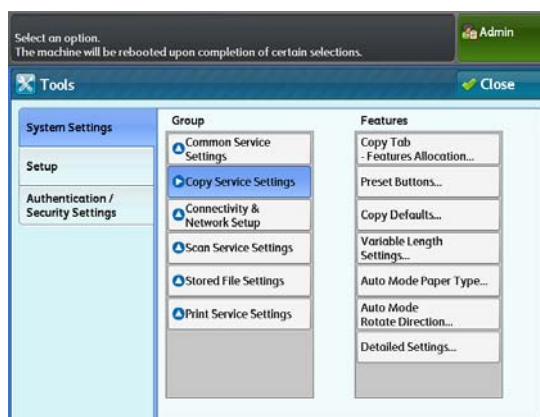 Select an option.
The machine will be rebooted upon completion of certain selections.
Admin
Tools
Close
System Settings
Setup
Authentication /
Security Settings
Group
Common Service
Settings
Copy Service Settings
Connectivity &
Network Setup
Scan Service Settings
Stored File Settings
Print Service Settings
Features
Copy Tab
- Features Allocation...
Preset Buttons...
Copy Defaults...
Variable Length
Settings...
Auto Mode Paper Type...
Auto Mode
Rotate Direction...
Detailed Settings...